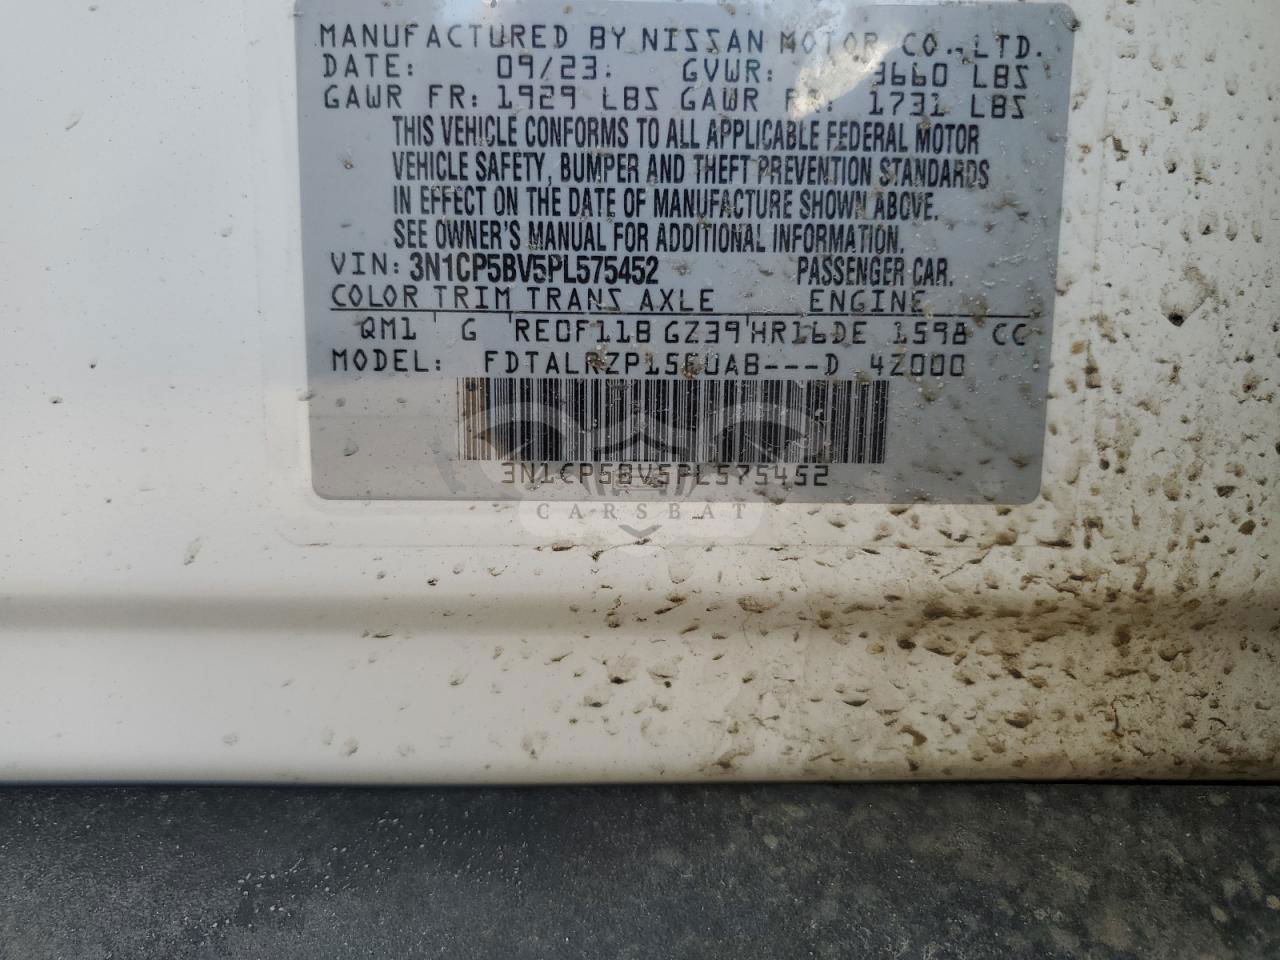 MANUFACTURED BY NISSAN MOTOR CO., LTD.
DATE: 09/23. GVWR: 3660 LBS
GAWR FR: 1929 LBS GAWR RR: 1731 LBS
THIS VEHICLE CONFORMS TO ALL APPLICABLE FEDERAL MOTOR
VEHICLE SAFETY, BUMPER AND THEFT PREVENTION STANDARDS
IN EFFECT ON THE DATE OF MANUFACTURE SHOWN ABOVE.
SEE OWNER'S MANUAL FOR ADDITIONAL INFORMATION.
VIN: 3N1CP5BV5PL575452 PASSENGER CAR.
COLOR TRIM TRANS AXLE ENGINE
QM1 G RE0F11B GZ39 HR16DE 1598 CC
MODEL: 42000
3N1CP5BV5PL575452
CARSBAT